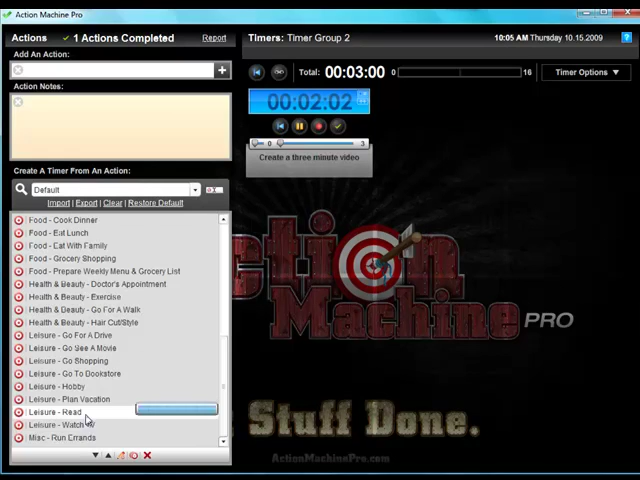 Action Machine Pro
Actions ✓ 1 Actions Completed Report
Timers: Timer Group 2 10:05 AM Thursday 10.15.2009 ?
Add An Action:
Total: 00:03:00 0 16 Timer Options ▼
00:02:02
Action Notes:
0 3
Create a three minute video
Create A Timer From An Action:
Default
Import | Export | Clear | Restore Default
Food - Cook Dinner
Food - Eat Lunch
Food - Eat With Family
Food - Grocery Shopping
Food - Prepare Weekly Menu & Grocery List
Health & Beauty - Doctor's Appointment
Health & Beauty - Exercise
Health & Beauty - Go For A Walk
Health & Beauty - Hair Cut/Style
Leisure - Go For A Drive
Leisure - Go See A Movie
Leisure - Go Shopping
Leisure - Go To Bookstore
Leisure - Hobby
Leisure - Plan Vacation
Leisure - Read
Leisure - Watch
Misc - Run Errands
ction
Machine PRO
Stuff Done.
ActionMachinePro.com